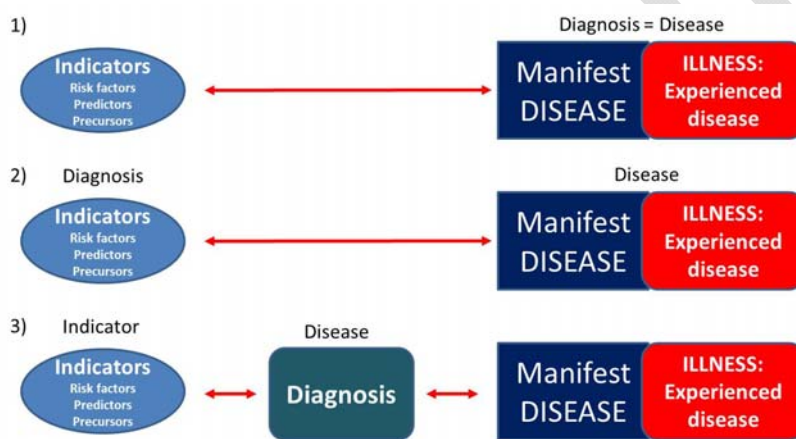 1)
Diagnosis = Disease
Indicators
Risk factors
Predictors
Precursors
Manifest
DISEASE
ILLNESS:
Experienced
disease
2)
Diagnosis
Disease
Indicators
Risk factors
Predictors
Precursors
Manifest
DISEASE
ILLNESS:
Experienced
disease
3)
Indicator
Disease
Indicators
Risk factors
Predictors
Precursors
Diagnosis
Manifest
DISEASE
ILLNESS:
Experienced
disease